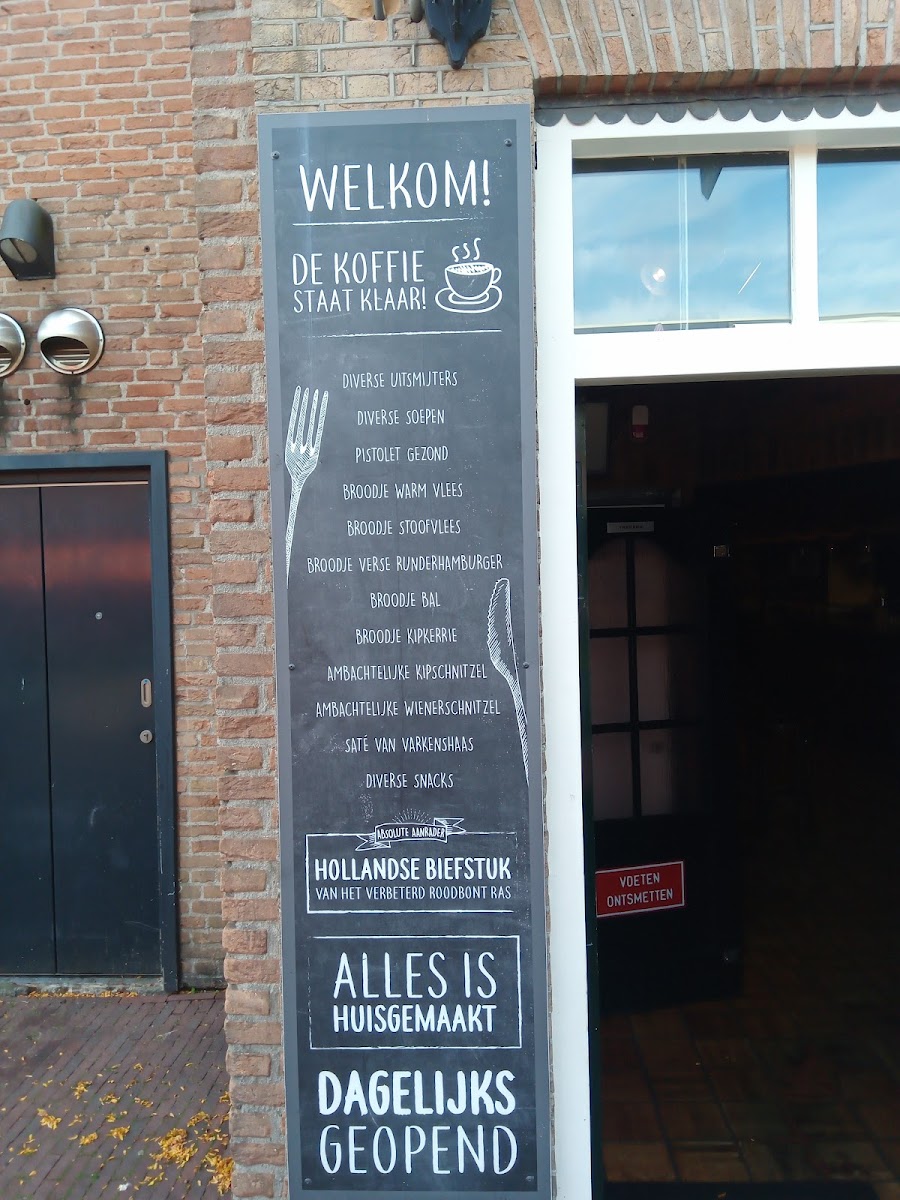 WELKOM!
DE KOFFIE
STAAT KLAAR!
DIVERSE UITSMIJTERS
DIVERSE SOEPEN
PISTOLET GEZOND
BROODJE WARM VLEES
BROODJE STOOFVLEES
BROODJE VERSE RUNDERHAMBURGER
BROODJE BAL
BROODJE KIPKERRIE
AMBACHTELIJKE KIPSCHNITZEL
AMBACHTELIJKE WIENERSCHNITZEL
SATÉ VAN VARKENSHAAS
DIVERSE SNACKS
ABSOLUTE AANRADER
HOLLANDSE BIEFSTUK
VAN HET VERBETERD ROODBONT RAS
ALLES IS
HUISGEMAAKT
DAGELIJKS
GEOPEND
VOETEN
ONTSMETTEN